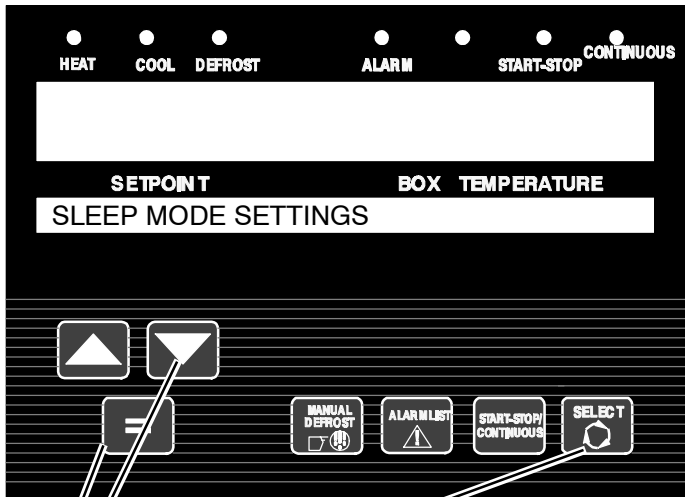 HEAT COOL DEFROST ALARM START-STOP CONTINUOUS
SETPOINT BOX TEMPERATURE
SLEEP MODE SETTINGS
=
MANUAL
DEFROST
ALARM LIST
START-STOP/
CONTINUOUS
SELECT